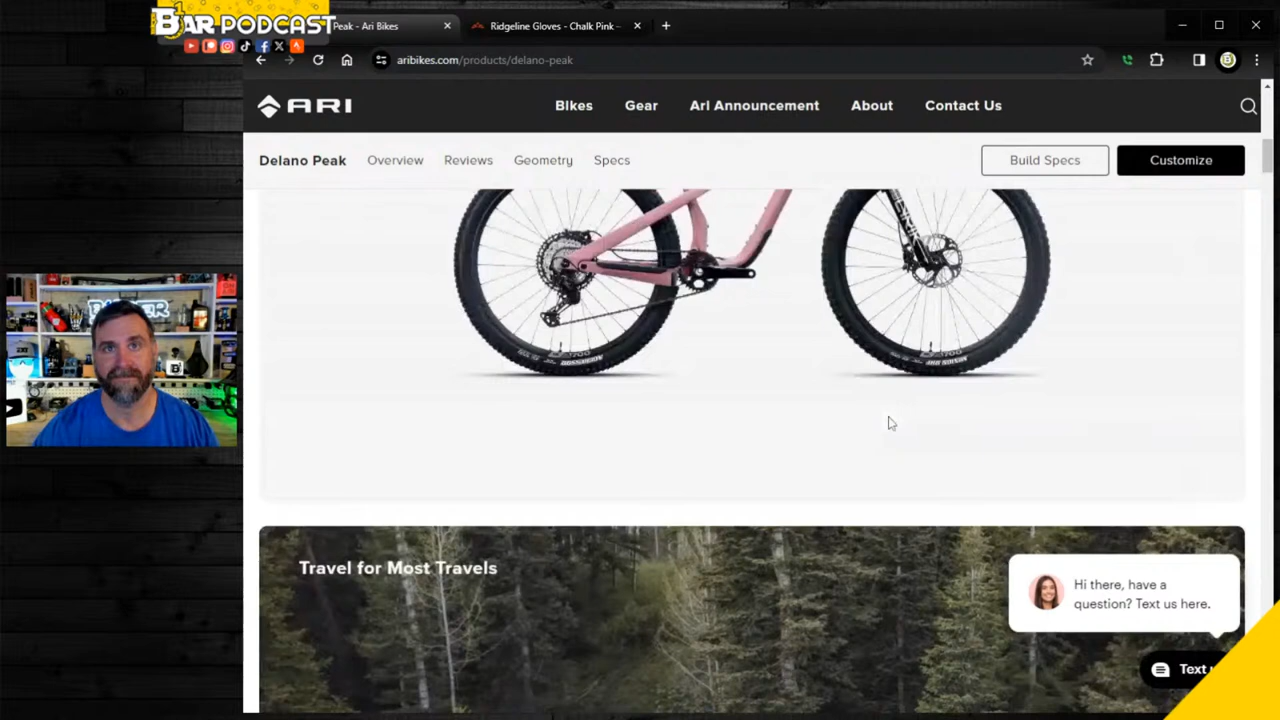 B1AR PODCAST
Peak - Ari Bikes
Ridgeline Gloves - Chalk Pink -
aribikes.com/products/delano-peak
ARI
Bikes
Gear
Ari Announcement
About
Contact Us
Delano Peak
Overview
Reviews
Geometry
Specs
Build Specs
Customize
Travel for Most Travels
Hi there, have a
question? Text us here.
Text